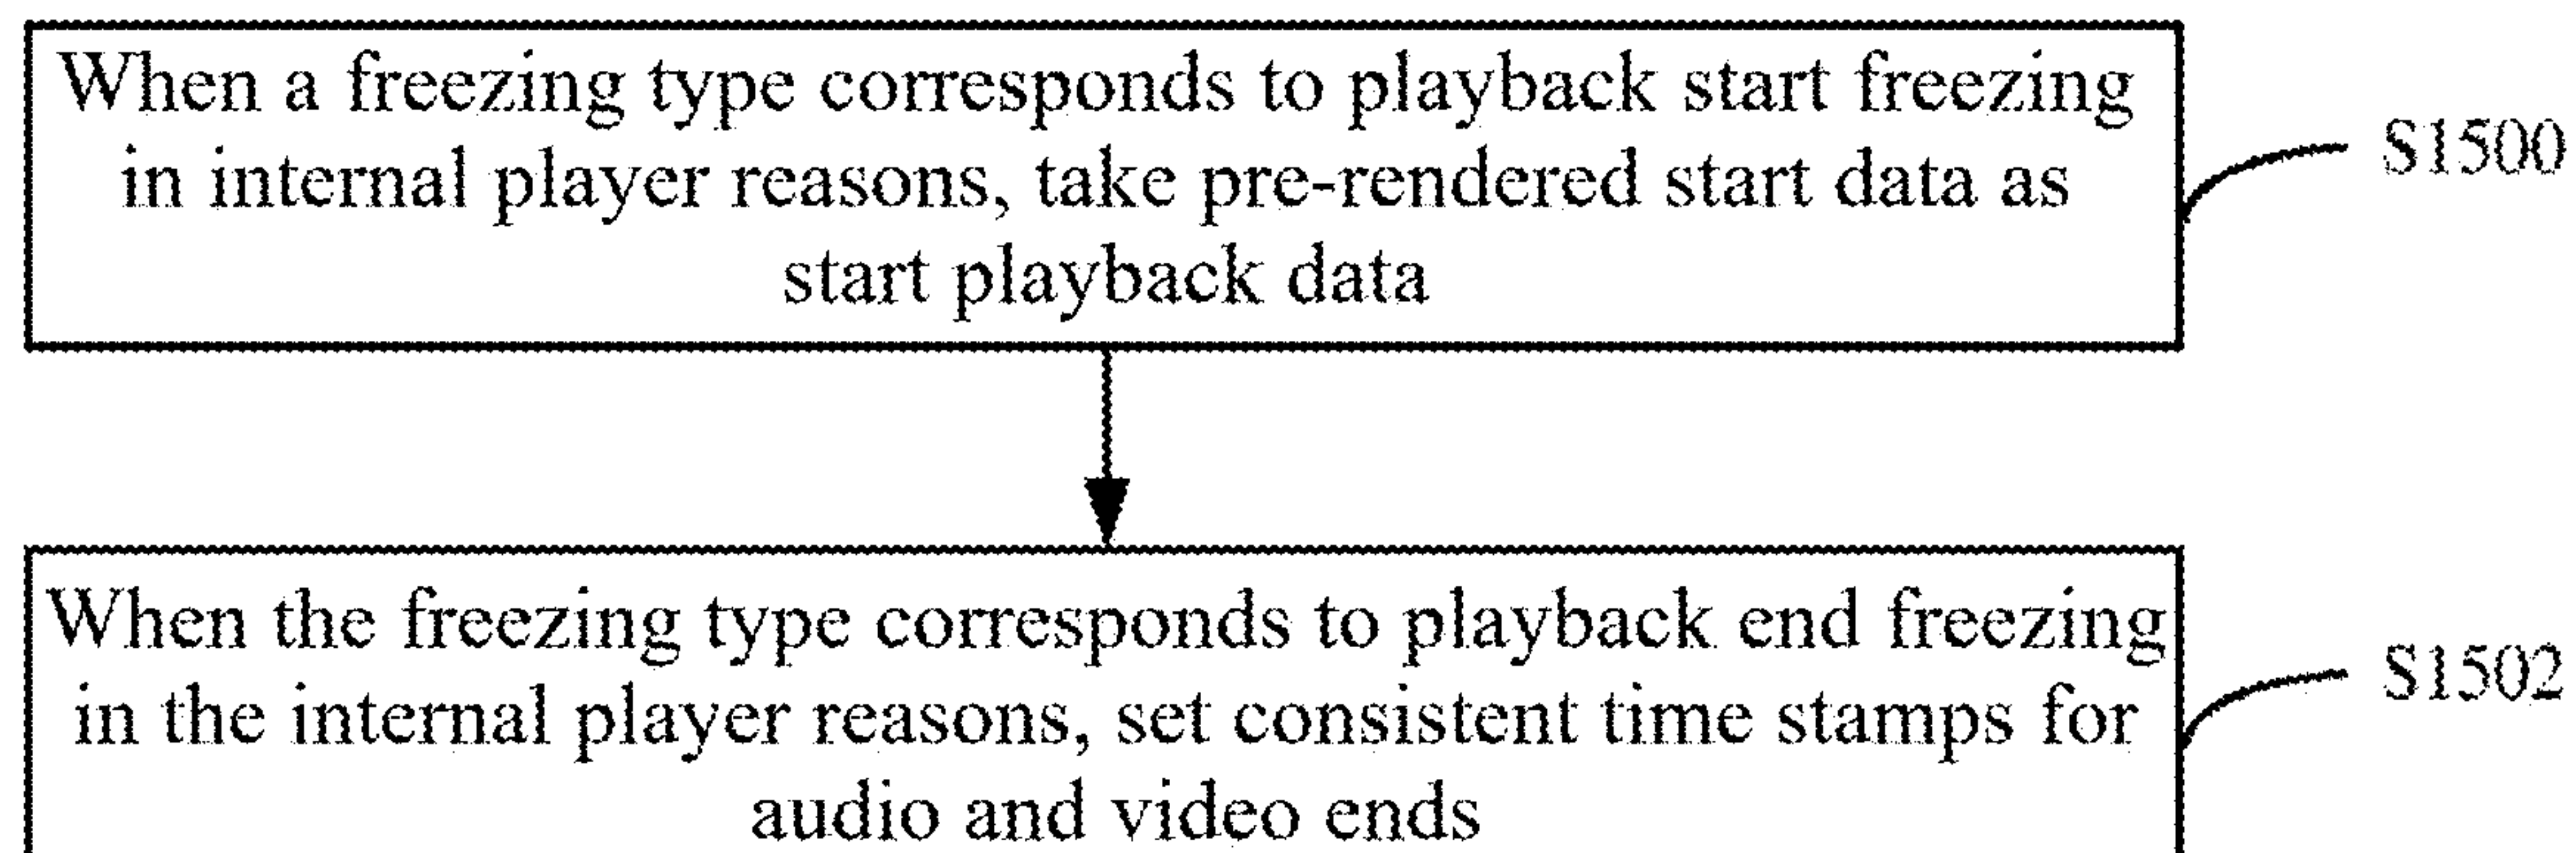 When a freezing type corresponds to playback start freezing
in internal player reasons, take pre-rendered start data as
start playback data
S1500
When the freezing type corresponds to playback end freezing
in the internal player reasons, set consistent time stamps for
audio and video ends
S1502